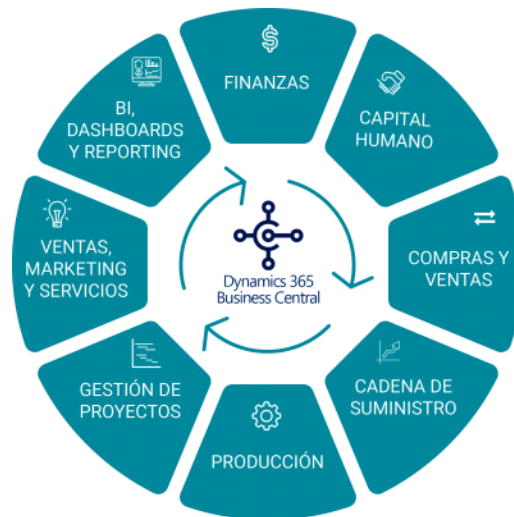 FINANZAS
CAPITAL
HUMANO
COMPRAS Y
VENTAS
CADENA DE
SUMINISTRO
PRODUCCIÓN
GESTIÓN DE
PROYECTOS
VENTAS,
MARKETING
Y SERVICIOS
BI,
DASHBOARDS
Y REPORTING
Dynamics 365
Business Central